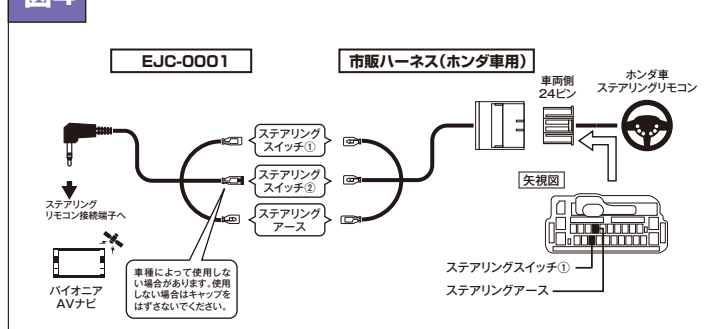 図4
EJC-0001
市販ハーネス(ホンダ車用)
車両側
24ピン
ホンダ車
ステアリングリモコン
ステアリング
スイッチ①
ステアリング
スイッチ②
ステアリング
アース
ステアリング
リモコン接続端子へ
パイオニア
AVナビ
車種によって使用しな
い場合があります。使用
しない場合はキャップを
はずさないでください。
矢視図
ステアリングスイッチ①
ステアリングアース